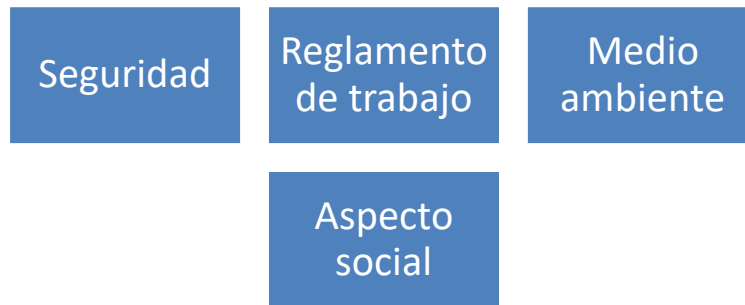 Seguridad
Reglamento
de trabajo
Medio
ambiente
Aspecto
social